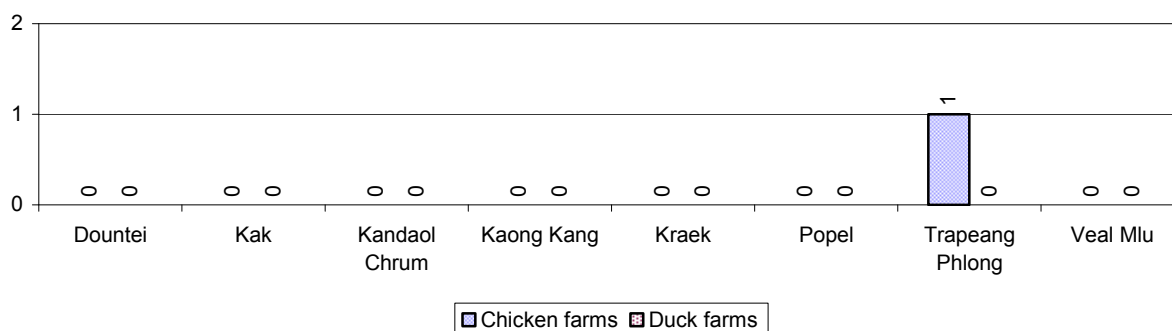 2
1
0
1
0 0 0 0 0 0 0 0 0 0 0 0 0 0 0
Dountei Kak Kandaol Chrum Kaong Kang Kraek Popel Trapeang Phlong Veal Mlu
Chicken farms Duck farms